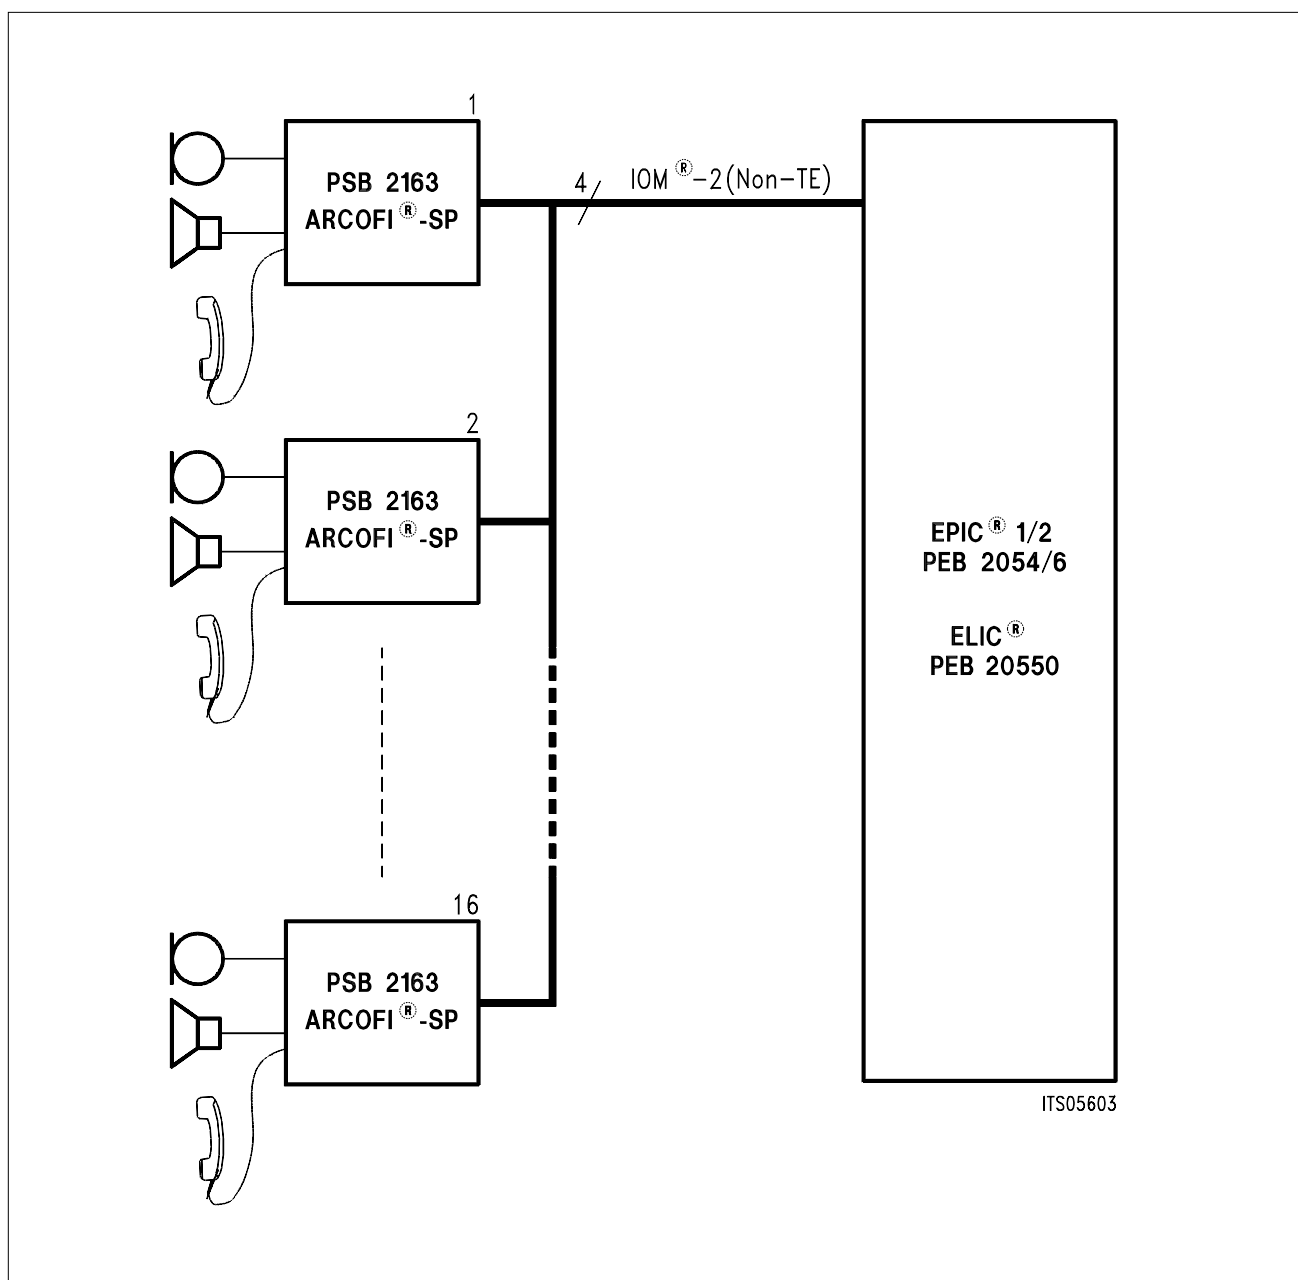 1
PSB 2163
ARCOFI®-SP
4
IOM®-2(Non-TE)
2
PSB 2163
ARCOFI®-SP
EPIC® 1/2
PEB 2054/6
ELIC®
PEB 20550
16
PSB 2163
ARCOFI®-SP
ITS05603